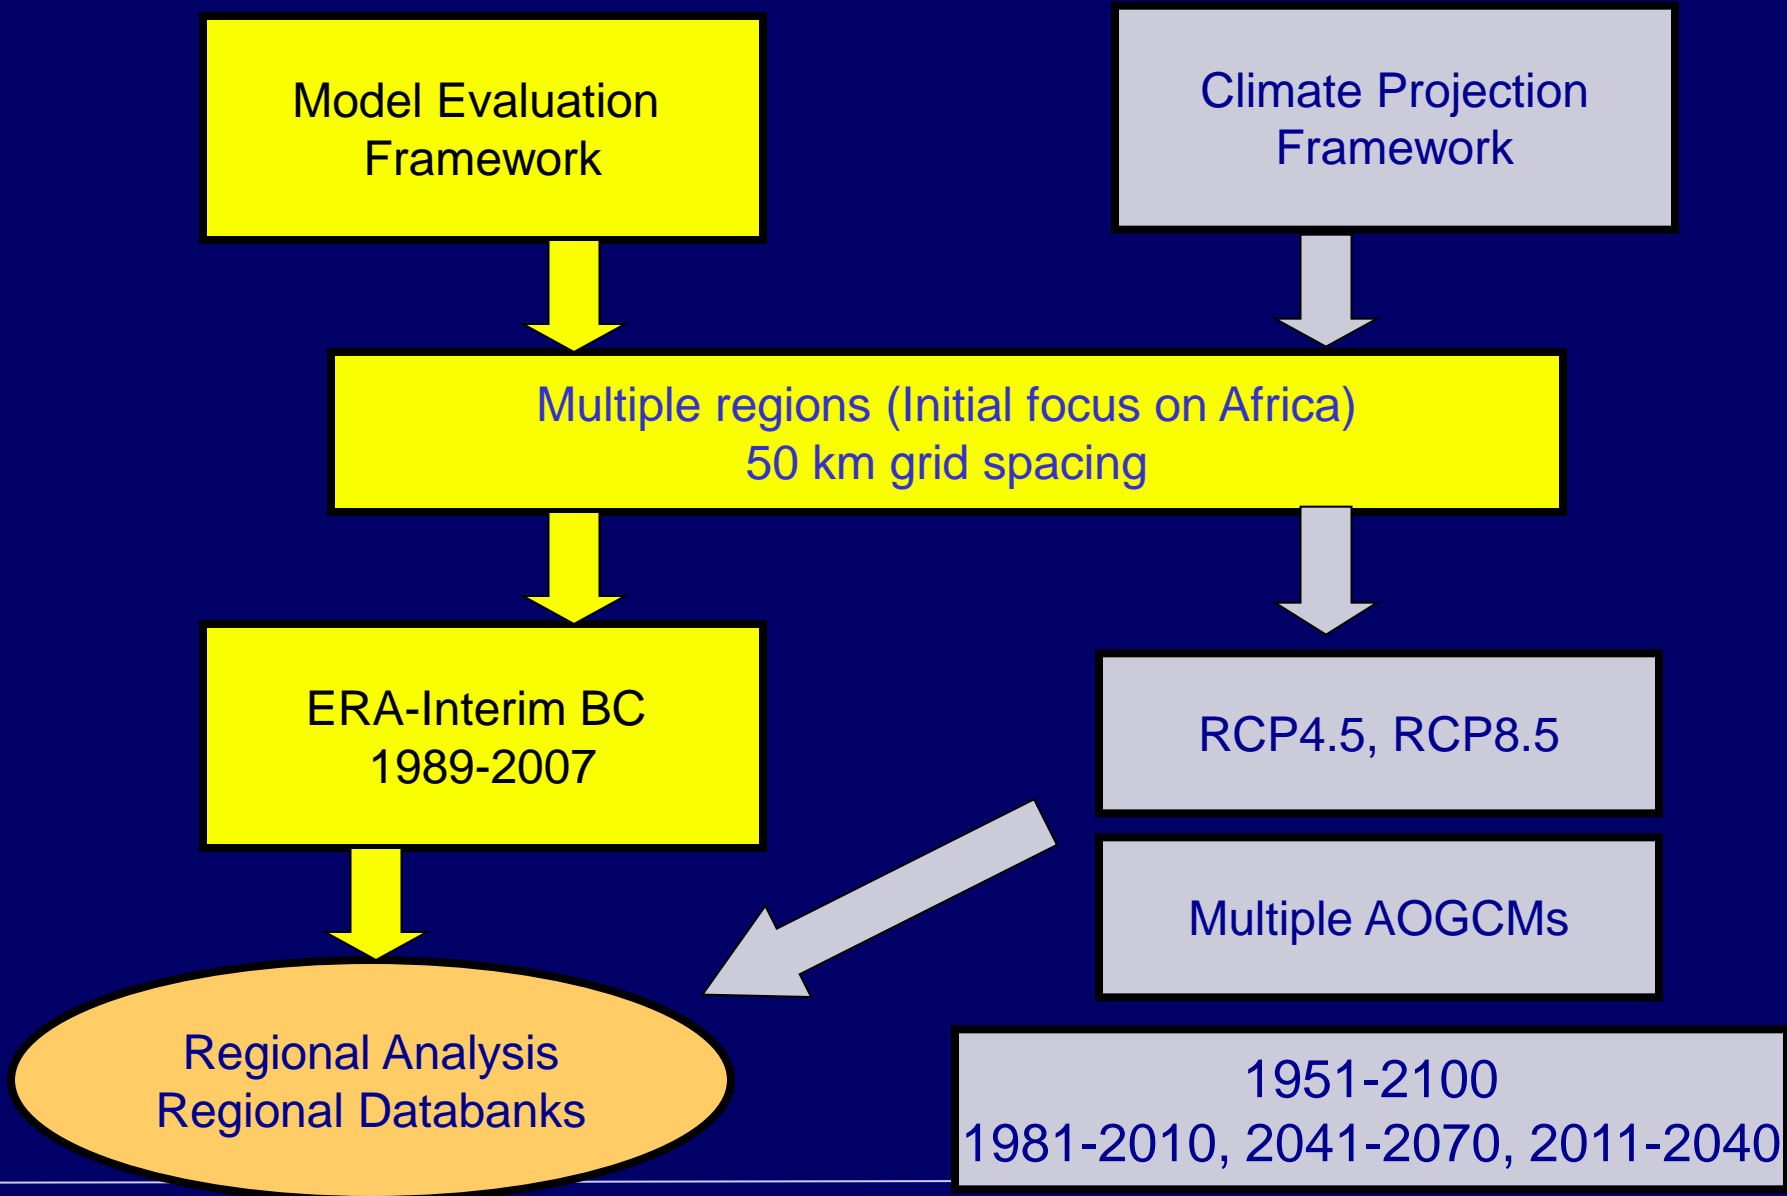 Model Evaluation
Framework
Climate Projection
Framework
Multiple regions (Initial focus on Africa)
50 km grid spacing
ERA-Interim BC
1989-2007
RCP4.5, RCP8.5
Multiple AOGCMs
Regional Analysis
Regional Databanks
1951-2100
1981-2010, 2041-2070, 2011-2040